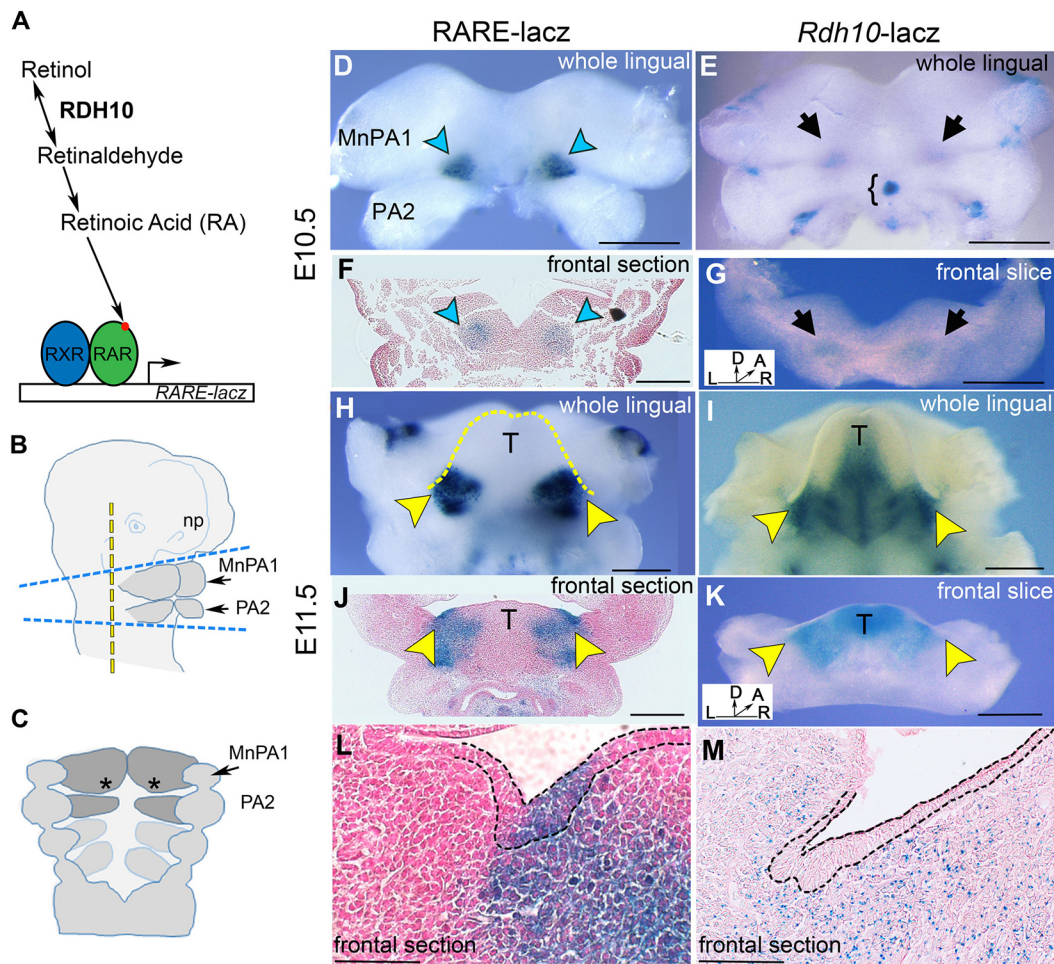 A
Retinol
RDH10
Retinaldehyde
Retinoic Acid (RA)
RXR
RAR
RARE-lacz
B
np
MnPA1
PA2
C
MnPA1
PA2
* *
RARE-lacz
Rdh10-lacz
E10.5
E11.5
D
whole lingual
MnPA1
PA2
E
whole lingual
{
F
frontal section
G
frontal slice
D
A
L
R
H
whole lingual
T
I
whole lingual
T
J
frontal section
T
K
frontal slice
T
D
A
L
R
L
frontal section
M
frontal section